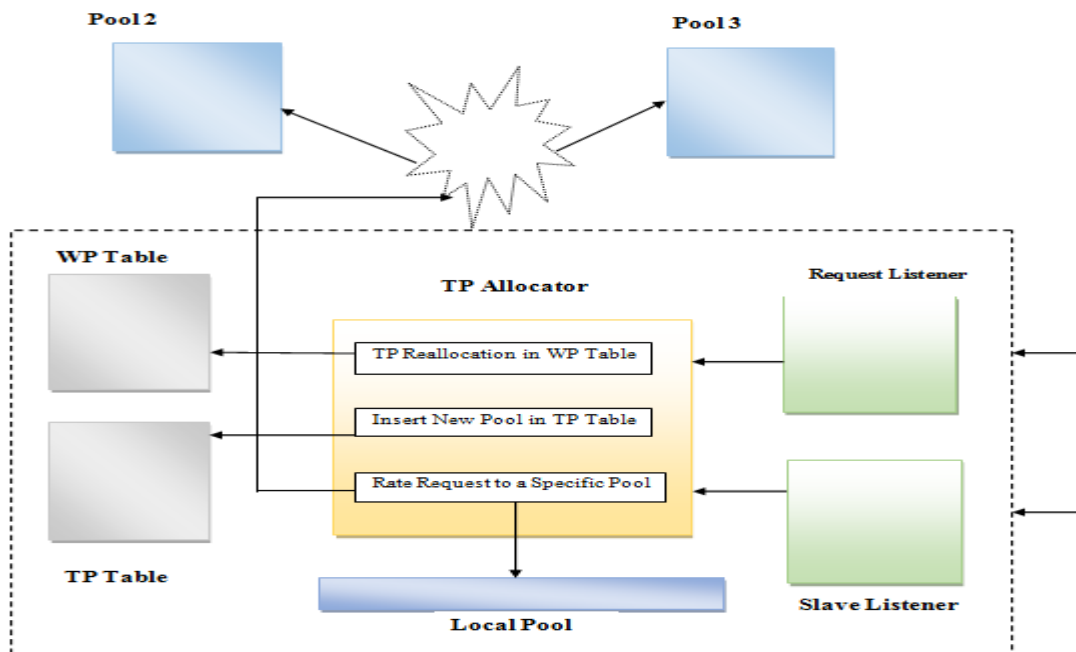 Pool 2
Pool 3
WP Table
TP Allocator
Request Listener
TP Reallocation in WP Table
Insert New Pool in TP Table
Rate Request to a Specific Pool
TP Table
Slave Listener
Local Pool